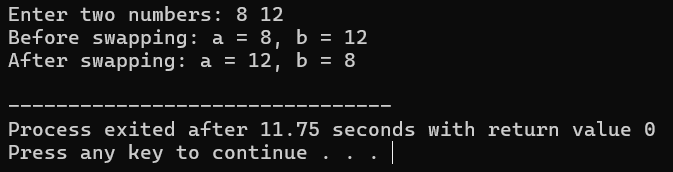 Enter two numbers: 8 12
Before swapping: a = 8, b = 12
After swapping: a = 12, b = 8
--------------------------------
Process exited after 11.75 seconds with return value 0
Press any key to continue . . .